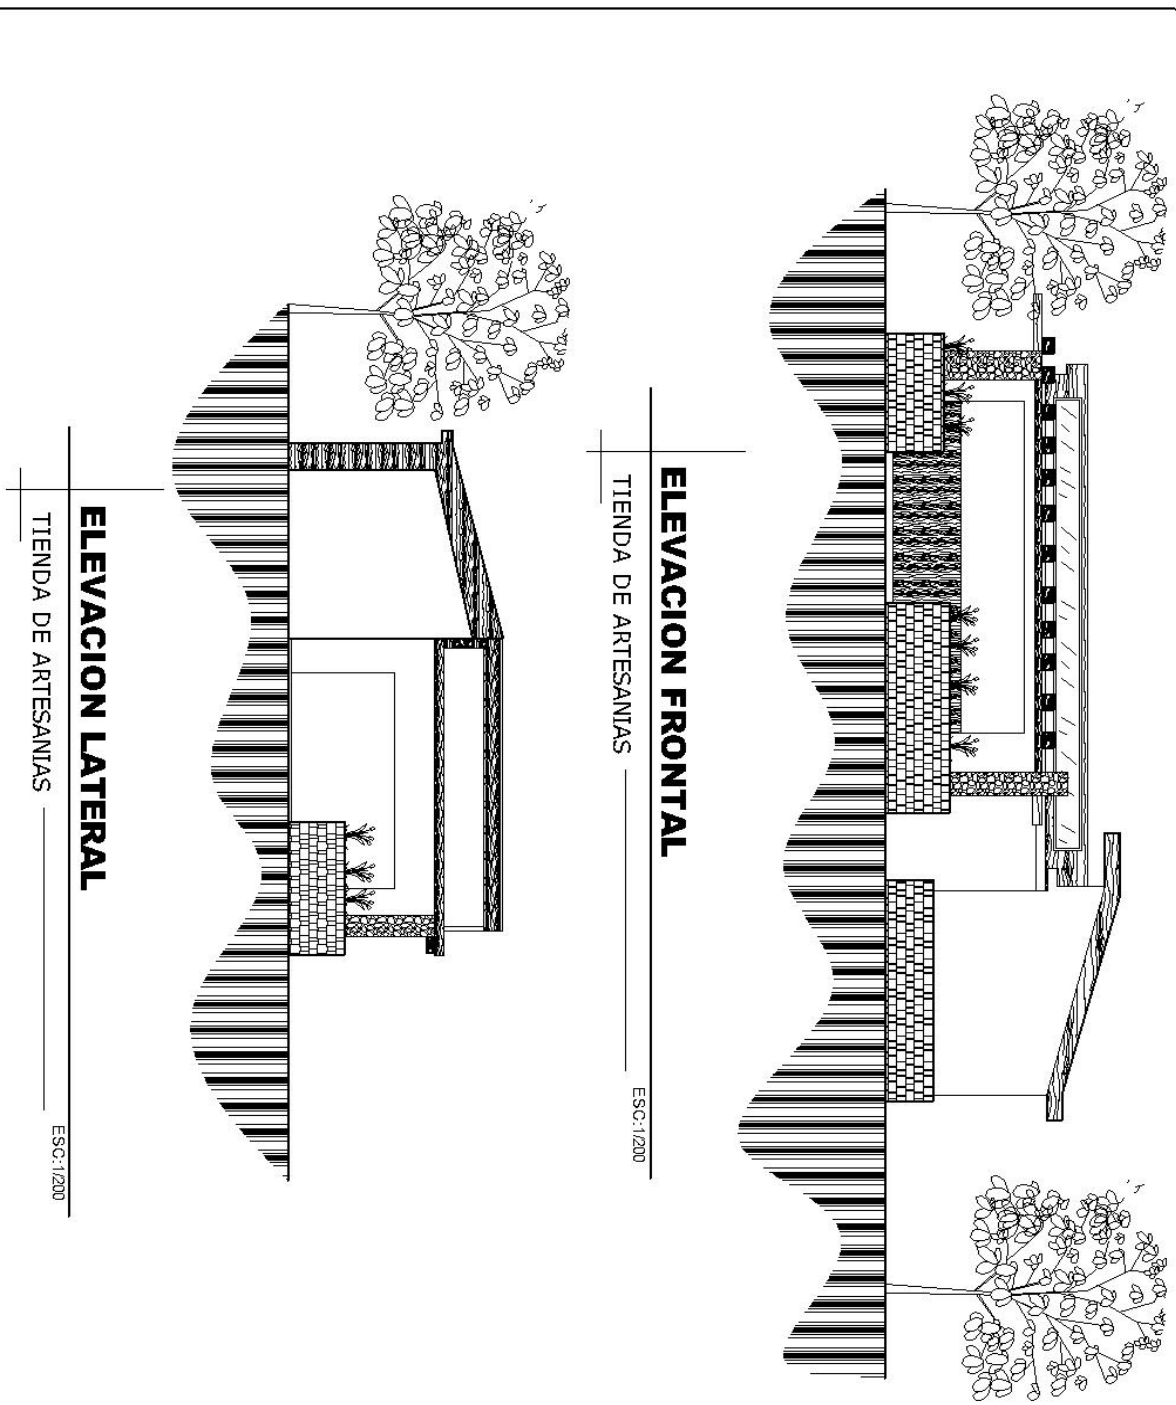 ELEVACION FRONTAL
TIENDA DE ARTESANIAS
ESC:1/200
ELEVACION LATERAL
TIENDA DE ARTESANIAS
ESC:1/200